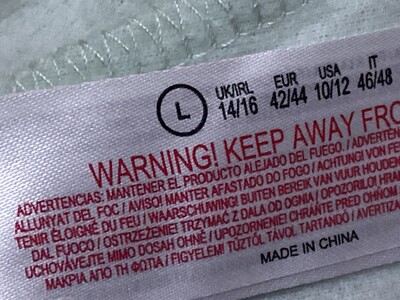 L
UK/IRL EUR USA IT
14/16 42/44 10/12 46/48
WARNING! KEEP AWAY FRO
ADVERTENCIAS: MANTENER EL PRODUCTO ALEJADO DEL FUEGO. / ADVERTÈN
ALLUNYAT DEL FOC / AVISO! MANTER AFASTADO DO FOGO / ACHTUNG! VON FE
TENIR ÉLOIGNÉ DU FEU / WAARSCHUWING! BUITEN BEREIK VAN VUUR HOUDEN
DAL FUOCO / OSTRZEŻENIE! TRZYMAĆ Z DALA OD OGNIA / OPOZORILO! HRAN
UCHOVÁVEJTE MIMO DOSAH OHNĚ / UPOZORNENIE! CHRÁŇTE PRED OHŇOM
ΜΑΚΡΙΑ ΑΠΟ ΤΗ ΦΩΤΙΑ / FIGYELEM! TŰZTŐL TÁVOL TARTANDÓ / AVERTIZA
MADE IN CHINA